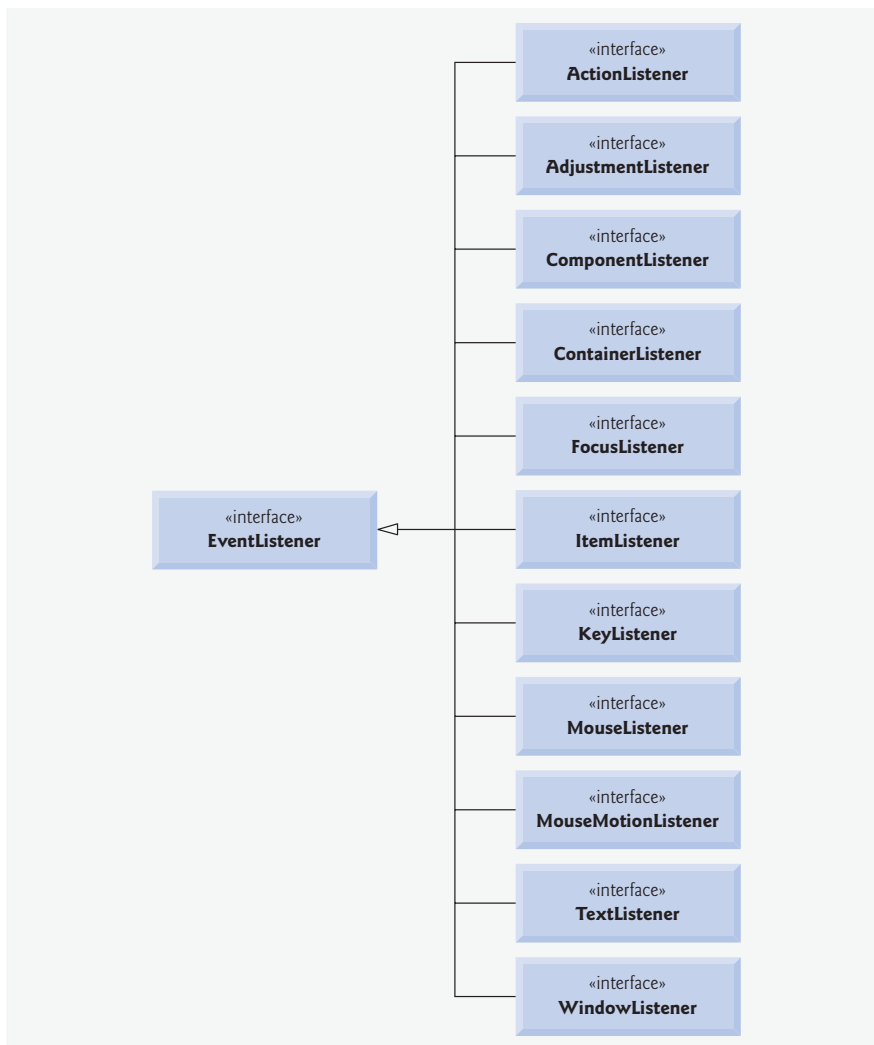 «interface»
ActionListener
«interface»
AdjustmentListener
«interface»
ComponentListener
«interface»
ContainerListener
«interface»
FocusListener
«interface»
EventListener
«interface»
ItemListener
«interface»
KeyListener
«interface»
MouseListener
«interface»
MouseMotionListener
«interface»
TextListener
«interface»
WindowListener